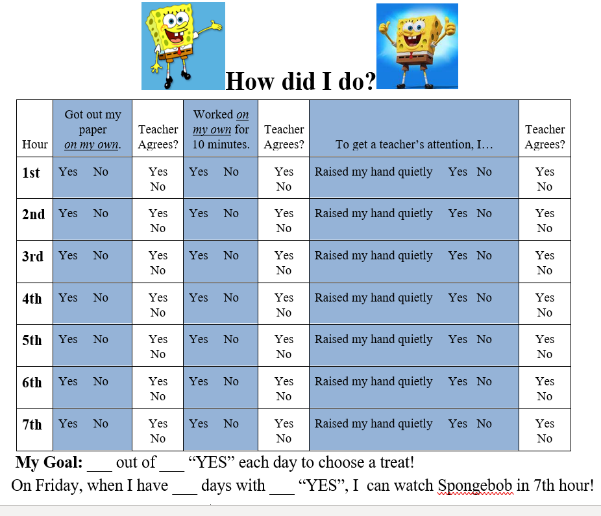 How did I do?
Hour
Got out my paper on my own.
Teacher Agrees?
Worked on my own for 10 minutes.
Teacher Agrees?
To get a teacher's attention, I…
Teacher Agrees?
1st Yes No Yes No Yes No Yes No Raised my hand quietly Yes No Yes No
2nd Yes No Yes No Yes No Yes No Raised my hand quietly Yes No Yes No
3rd Yes No Yes No Yes No Yes No Raised my hand quietly Yes No Yes No
4th Yes No Yes No Yes No Yes No Raised my hand quietly Yes No Yes No
5th Yes No Yes No Yes No Yes No Raised my hand quietly Yes No Yes No
6th Yes No Yes No Yes No Yes No Raised my hand quietly Yes No Yes No
7th Yes No Yes No Yes No Yes No Raised my hand quietly Yes No Yes No
My Goal: ___ out of ___ “YES” each day to choose a treat!
On Friday, when I have ___ days with ___ “YES”, I can watch Spongebob in 7th hour!